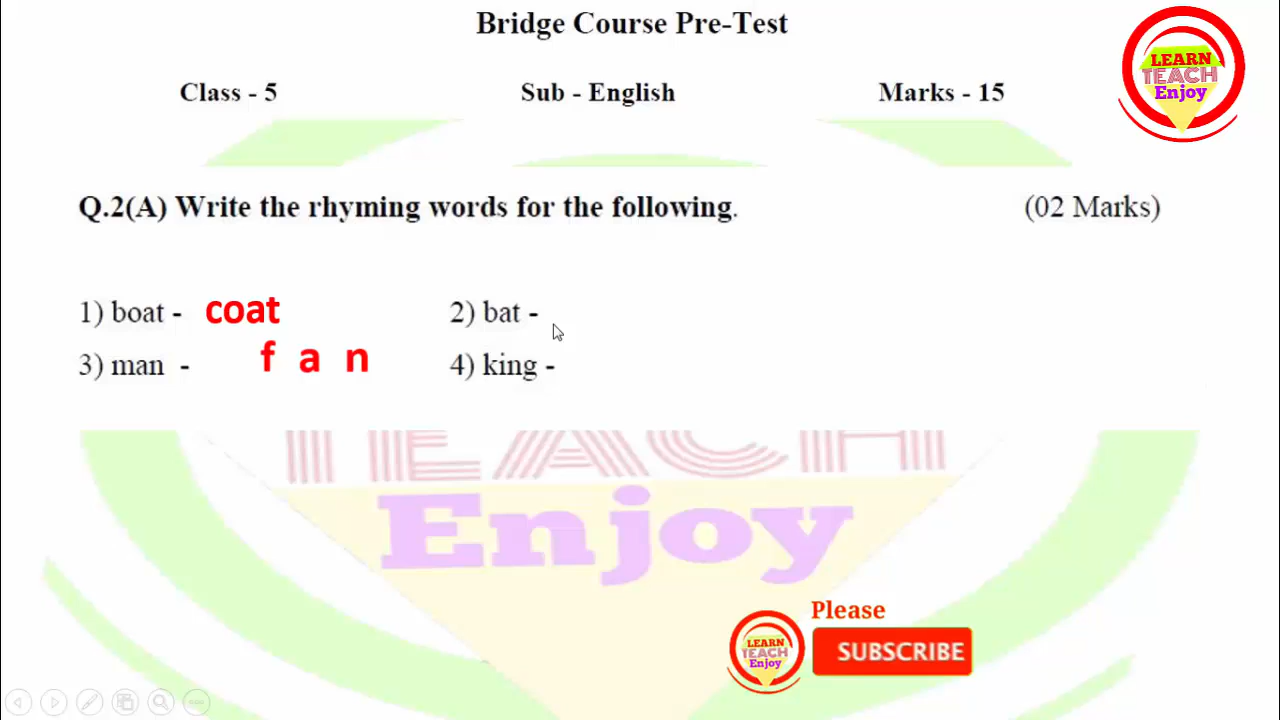 Bridge Course Pre-Test
LEARN
TEACH
Enjoy
Class - 5 Sub - English Marks - 15
Q.2(A) Write the rhyming words for the following. (02 Marks)
1) boat - coat 2) bat -
3) man - f a n 4) king -
TEACH
Enjoy
Please
LEARN
TEACH
Enjoy
SUBSCRIBE